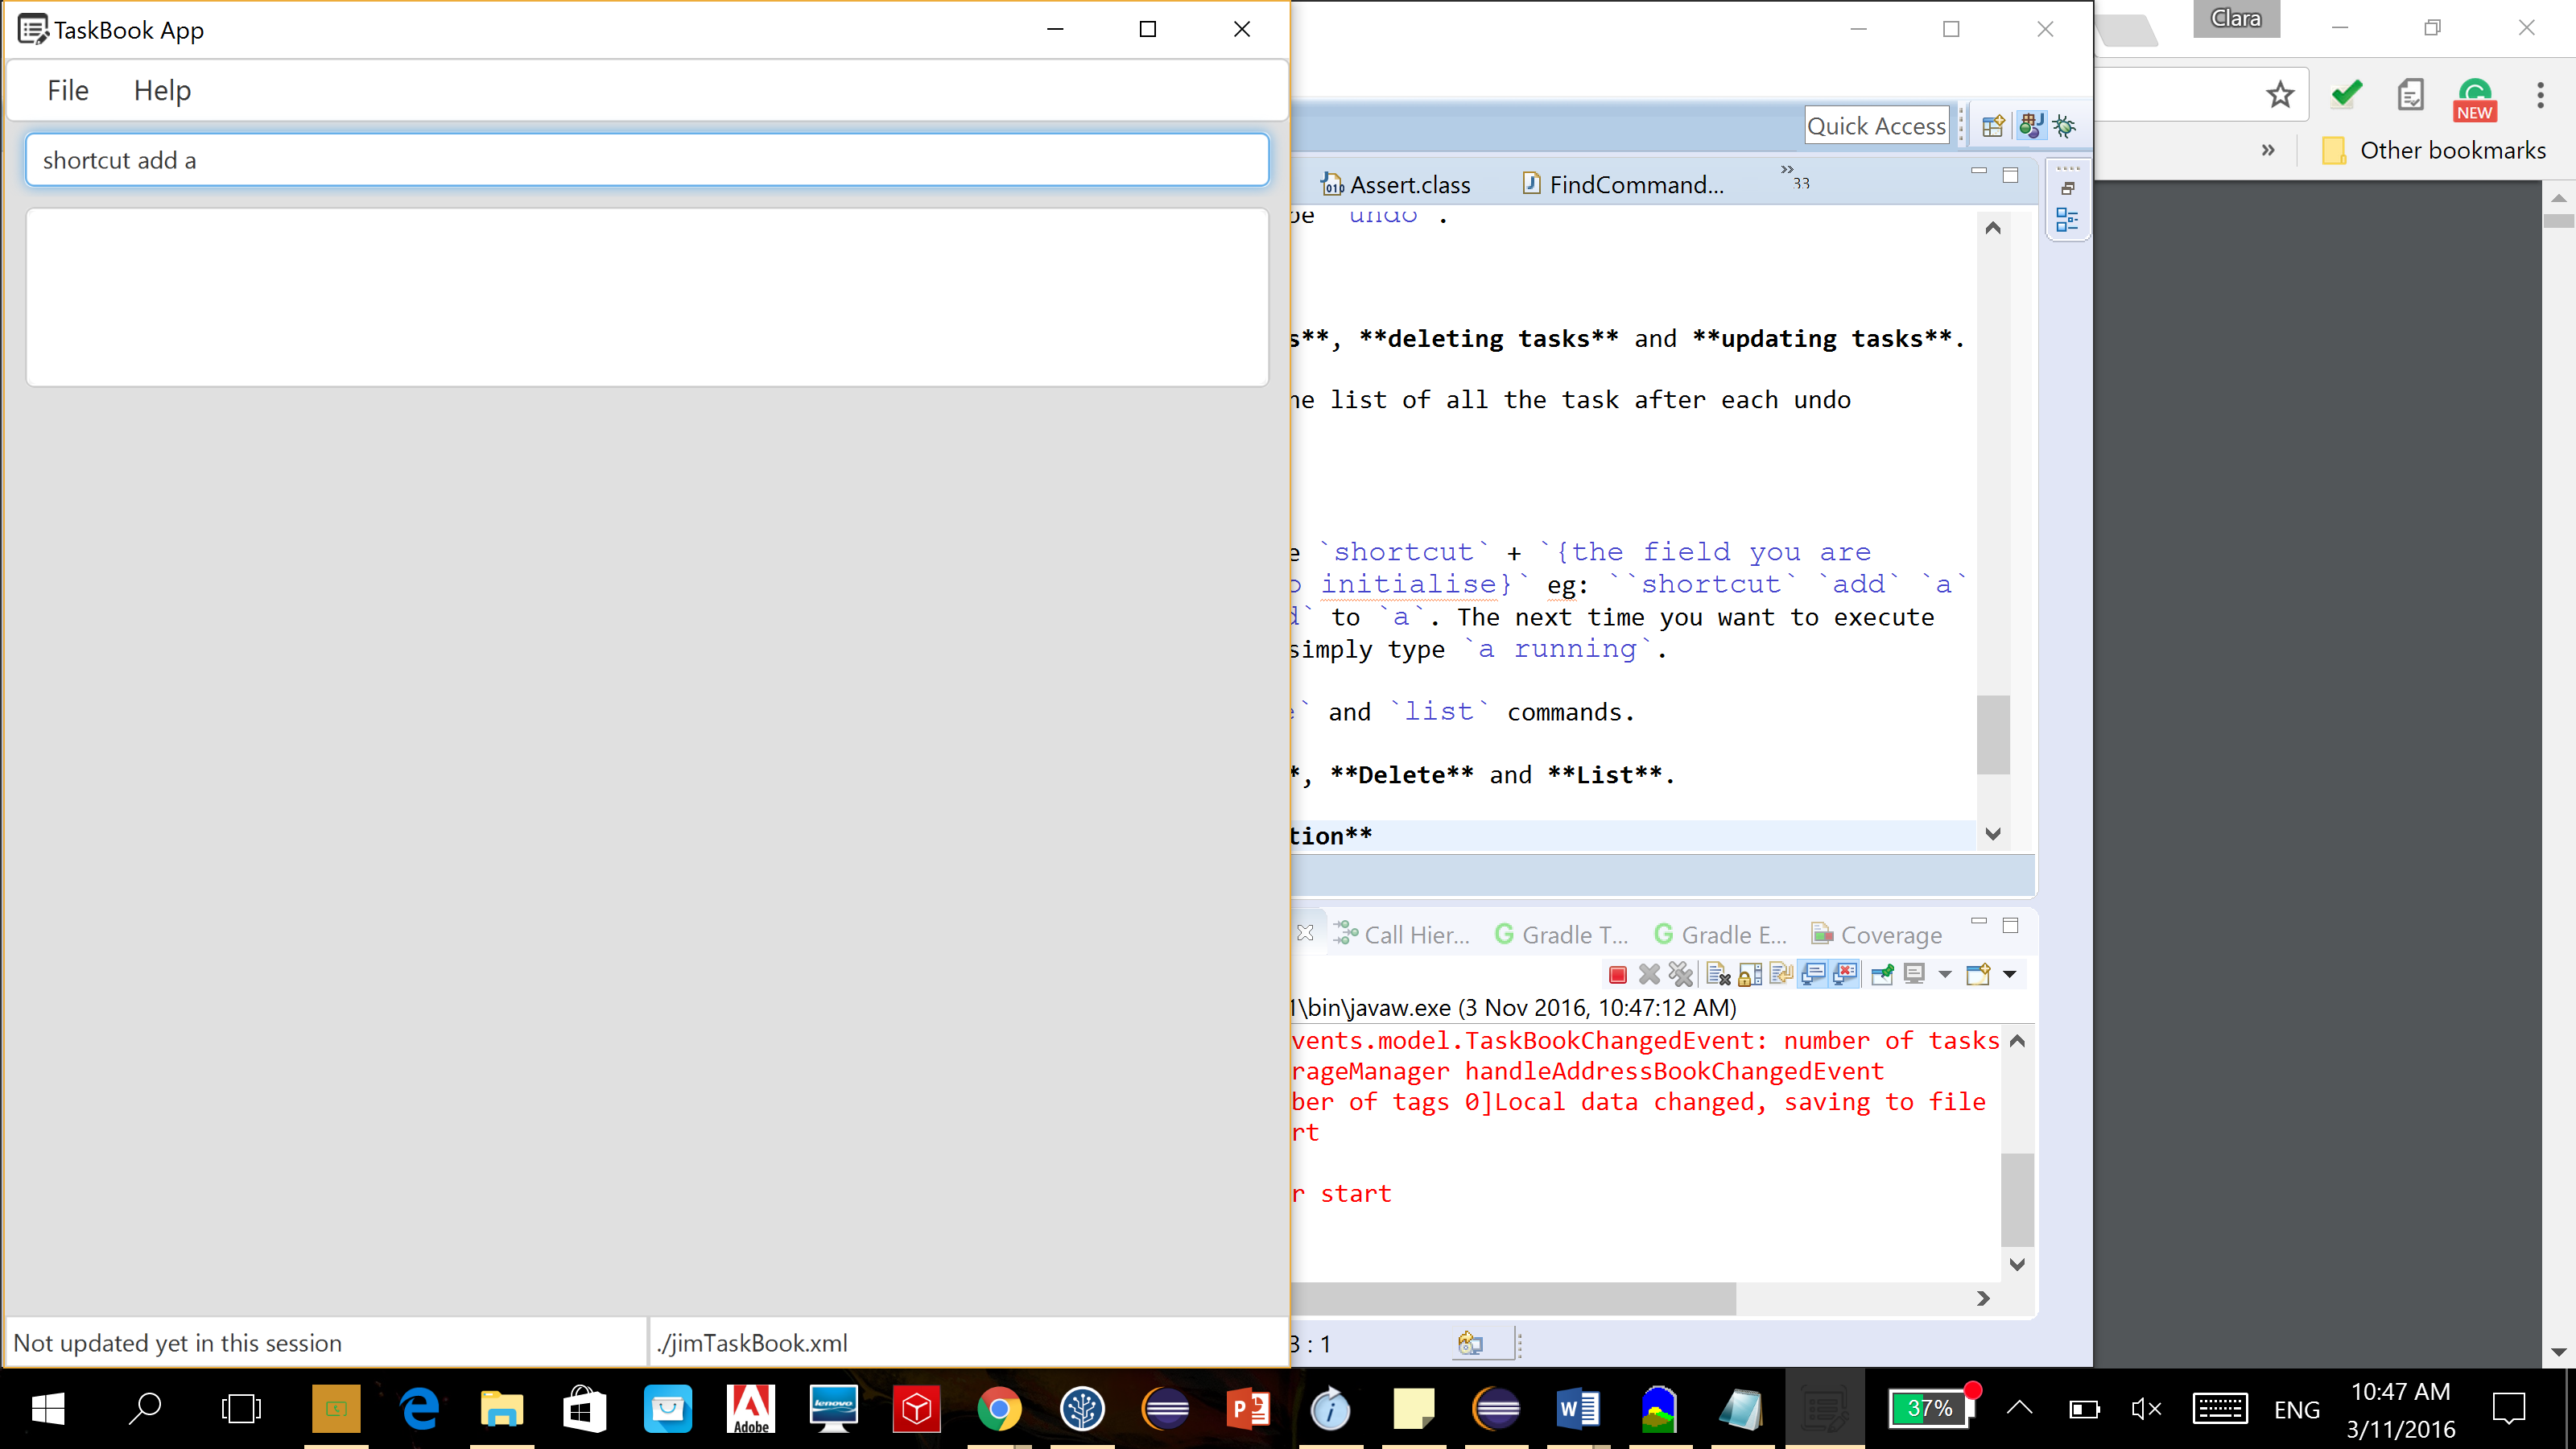 TaskBook App
File Help
shortcut add a
Not updated yet in this session
./jimTaskBook.xml
Quick Access
Assert.class
FindCommand...
33
`undo`.
s**, **deleting tasks** and **updating tasks**.
he list of all the task after each undo
e `shortcut` + `{the field you are
o initialise}` eg: ``shortcut` `add` `a`
d` to `a`. The next time you want to execute
simply type `a running`.
e` and `list` commands.
*, **Delete** and **List**.
tion**
Call Hier...
Gradle T...
Gradle E...
Coverage
1\bin\javaw.exe (3 Nov 2016, 10:47:12 AM)
vents.model.TaskBookChangedEvent: number of tasks
rageManager handleAddressBookChangedEvent
ber of tags 0]Local data changed, saving to file
rt
r start
3 : 1
Clara
NEW
Other bookmarks
Adobe
lenovo
37%
ENG
10:47 AM
3/11/2016